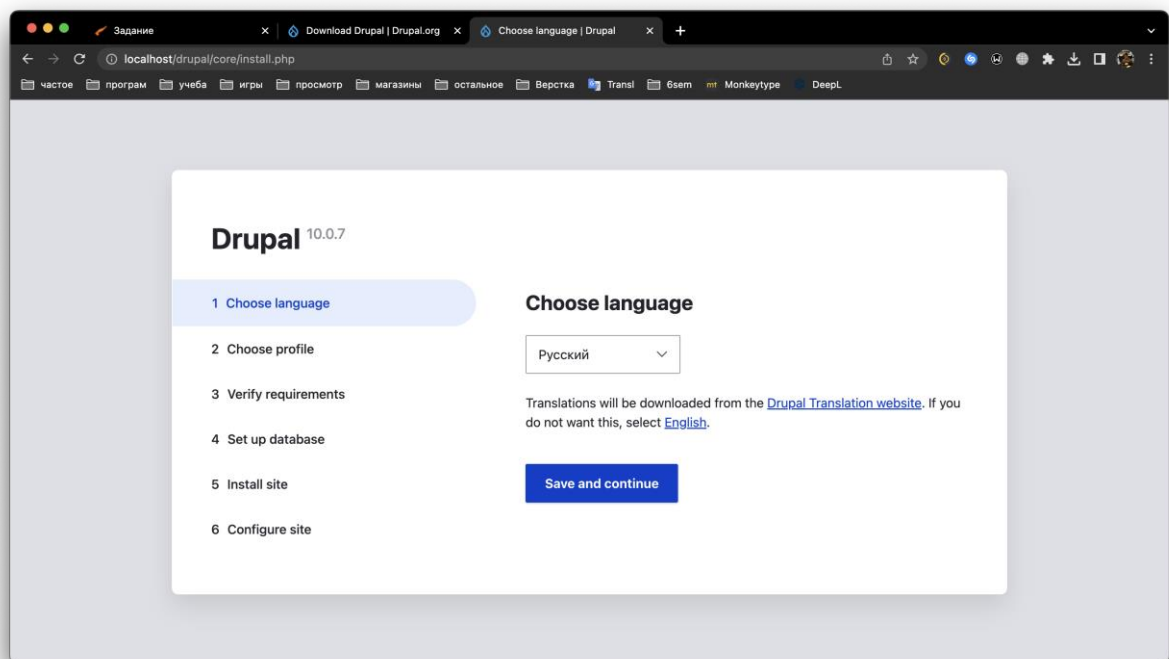 Задание
Download Drupal | Drupal.org
Choose language | Drupal
localhost/drupal/core/install.php
частое програм учеба игры просмотр магазины остальное Верстка Transl 6sem mt Monkeytype DeepL
Drupal 10.0.7
1 Choose language
2 Choose profile
3 Verify requirements
4 Set up database
5 Install site
6 Configure site
Choose language
Русский
Translations will be downloaded from the Drupal Translation website. If you
do not want this, select English.
Save and continue